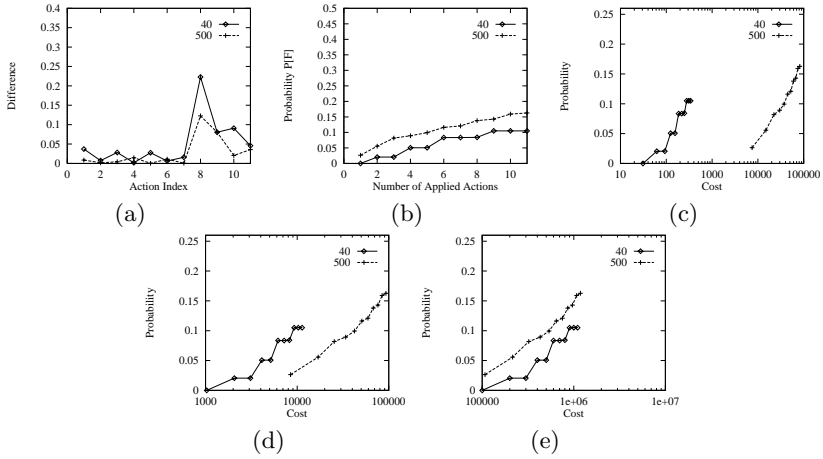 0.4
0.35
0.3
0.25
0.2
0.15
0.1
0.05
0
Difference
40
500
0 1 2 3 4 5 6 7 8 9 10 11
Action Index
(a)
0.5
0.45
0.4
0.35
0.3
0.25
0.2
0.15
0.1
0.05
0
Probability P[F]
40
500
0 2 4 6 8 10
Number of Applied Actions
(b)
0.25
0.2
0.15
0.1
0.05
0
Probability
40
500
10 100 1000 10000 100000
Cost
(c)
0.25
0.2
0.15
0.1
0.05
0
Probability
40
500
1000 10000 100000
Cost
(d)
0.25
0.2
0.15
0.1
0.05
0
Probability
40
500
100000 1e+06 1e+07
Cost
(e)